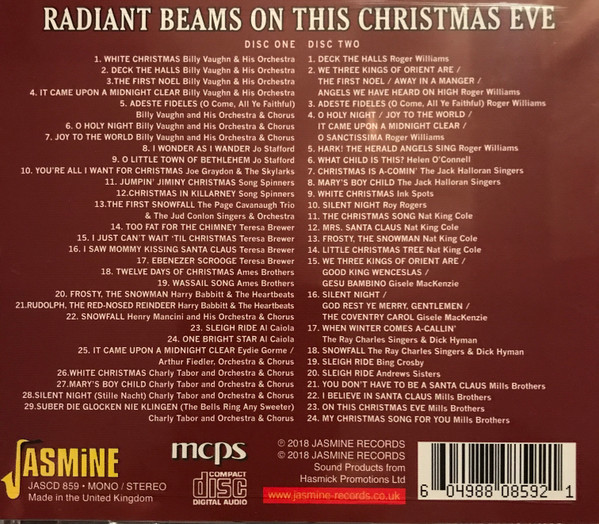 RADIANT BEAMS ON THIS CHRISTMAS EVE
DISC ONE
1. WHITE CHRISTMAS Billy Vaughn & His Orchestra
2. DECK THE HALLS Billy Vaughn & His Orchestra
3.THE FIRST NOEL / Billy Vaughn & His Orchestra
4. IT CAME UPON A MIDNIGHT CLEAR Billy Vaughn & His Orchestra
5. ADESTE FIDELES (O Come, All Ye Faithful)
Billy Vaughn and His Orchestra & Chorus
6. O HOLY NIGHT Billy Vaughn & His Orchestra
7. JOY TO THE WORLD / Billy Vaughn & His Orchestra
8. I WONDER AS I WANDER Jo Stafford
9. O LITTLE TOWN OF BETHLEHEM Jo Stafford
10. YOU'RE ALL I WANT FOR CHRISTMAS Joe Graydon & The Skylarks
11. JUMPIN' JIMINY CHRISTMAS Song Spinners
12.CHRISTMAS IN KILLARNEY Song Spinners
13.THE FIRST SNOWFALL The Page Cavanaugh Trio
& The Jud Conlon Singers & Orchestra
14. TOO FAT FOR THE CHIMNEY Teresa Brewer
15. I JUST CAN'T WAIT 'TIL CHRISTMAS Teresa Brewer
16. I SAW MOMMY KISSING SANTA CLAUS Teresa Brewer
17. EBENEZER SCROOGE Teresa Brewer
18. TWELVE DAYS OF CHRISTMAS Ames Brothers
19. WASSAIL SONG Ames Brothers
20. FROSTY, THE SNOWMAN Harry Babbitt & The Heartbeats
21.RUDOLPH, THE RED-NOSED REINDEER Harry Babbitt & The Heartbeats
22. SNOWFALL Henry Mancini and His Orchestra & Chorus
23. SLEIGH RIDE Al Caiola
24. ONE BRIGHT STAR Al Caiola
25. IT CAME UPON A MIDNIGHT CLEAR Eydie Gorme /
Arthur Fiedler, Orchestra & Chorus
26.WHITE CHRISTMAS Charly Tabor and Orchestra & Chorus
27.MARY'S BOY CHILD Charly Tabor and Orchestra & Chorus
28.SILENT NIGHT (Stille Nacht) Charly Tabor and Orchestra & Chorus
29.SUBER DIE GLOCKEN NIE KLINGEN (The Bells Ring Any Sweeter)
Charly Tabor and Orchestra & Chorus
DISC TWO
1. DECK THE HALLS Roger Williams
2. WE THREE KINGS OF ORIENT ARE /
THE FIRST NOEL / AWAY IN A MANGER /
ANGELS WE HAVE HEARD ON HIGH Roger Williams
3. ADESTE FIDELES (O Come, All Ye Faithful) Roger Williams
4. O HOLY NIGHT / JOY TO THE WORLD /
IT CAME UPON A MIDNIGHT CLEAR /
O SANCTISSIMA Roger Williams
5. HARK! THE HERALD ANGELS SING Roger Williams
6. WHAT CHILD IS THIS? Helen O'Connell
7. CHRISTMAS IS A-COMIN' The Jack Halloran Singers
8. MARY'S BOY CHILD The Jack Halloran Singers
9. WHITE CHRISTMAS Ink Spots
10. SILENT NIGHT Roy Rogers
11. THE CHRISTMAS SONG Nat King Cole
12. MRS. SANTA CLAUS Nat King Cole
13. FROSTY, THE SNOWMAN Nat King Cole
14. LITTLE CHRISTMAS TREE Nat King Cole
15. WE THREE KINGS OF ORIENT ARE /
GOOD KING WENCESLAS /
GESU BAMBINO Gisele MacKenzie
16. SILENT NIGHT /
GOD REST YE MERRY, GENTLEMEN /
THE COVENTRY CAROL Gisele MacKenzie
17. WHEN WINTER COMES A-CALLIN'
The Ray Charles Singers & Dick Hyman
18. SNOWFALL The Ray Charles Singers & Dick Hyman
19. SLEIGH RIDE Bing Crosby
20. SLEIGH RIDE Andrews Sisters
21. YOU DON'T HAVE TO BE A SANTA CLAUS Mills Brothers
22. I BELIEVE IN SANTA CLAUS Mills Brothers
23. ON THIS CHRISTMAS EVE Mills Brothers
24. MY CHRISTMAS SONG FOR YOU Mills Brothers
JASMINE
JASCD 859 • MONO / STEREO
Made in the United Kingdom
mcps
COMPACT
disc
DIGITAL AUDIO
℗ 2018 JASMINE RECORDS
© 2018 JASMINE RECORDS
Sound Products from
Hasmick Promotions Ltd
www.jasmine-records.co.uk
6 04988 08592 1